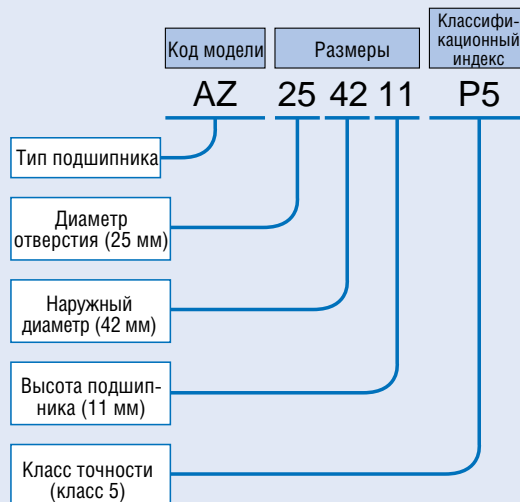 Код модели
Размеры
Классифи-
кационный
индекс
AZ 25 42 11 P5
Тип подшипника
Диаметр
отверстия (25 мм)
Наружный
диаметр (42 мм)
Высота подшип-
ника (11 мм)
Класс точности
(класс 5)